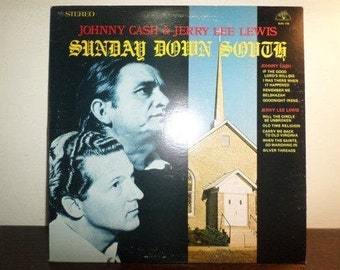 STEREO
JOHNNY CASH & JERRY LEE LEWIS
SUNDAY DOWN SOUTH
JOHNNY CASH
IF THE GOOD
LORD'S WILLING
I WAS THERE WHEN
IT HAPPENED
REMEMBER ME
BELSHAZAH
GOODNIGHT IRENE
JERRY LEE LEWIS
WILL THE CIRCLE
BE UNBROKEN
OLD TIME RELIGION
CARRY ME BACK
TO OLD VIRGINIA
WHEN THE SAINTS
GO MARCHING IN
SILVER THREADS